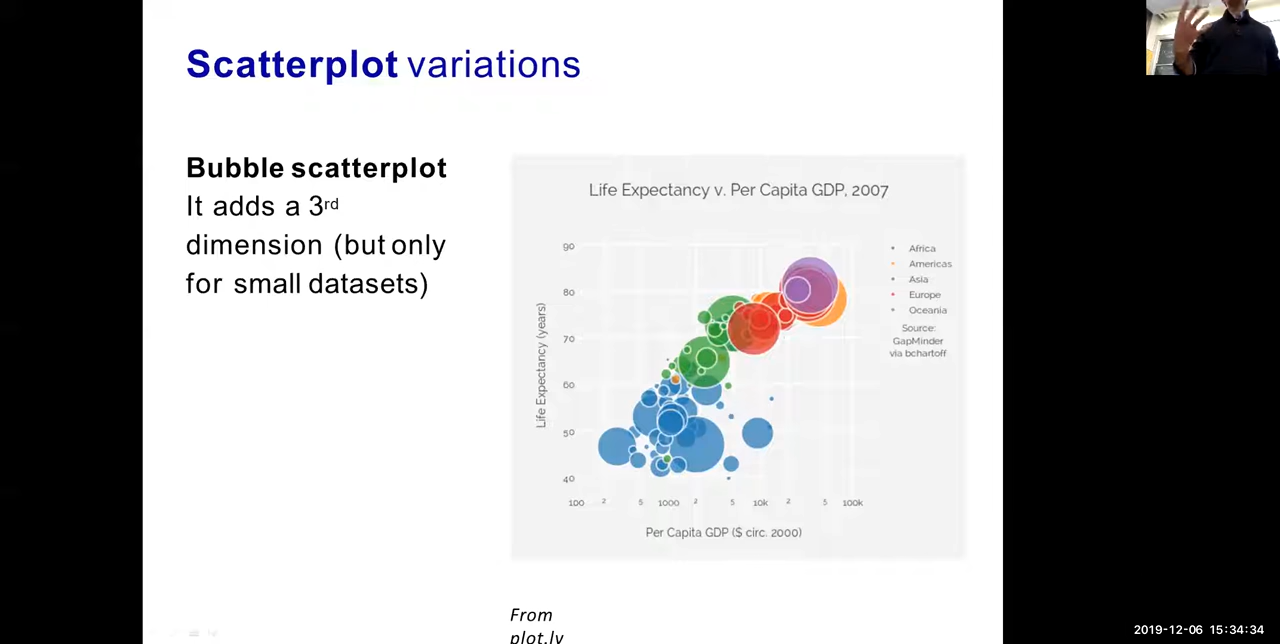 Scatterplot variations
Bubble scatterplot
It adds a 3rd
dimension (but only
for small datasets)
Life Expectancy v. Per Capita GDP, 2007
Life Expectancy (years)
90
80
70
60
50
40
100 2 5 1000 2 5 10k 2 5 100k
Per Capita GDP ($ circ. 2000)
Africa
Americas
Asia
Europe
Oceania
Source:
GapMinder
via bchartoff
From
plot.ly
2019-12-06 15:34:34